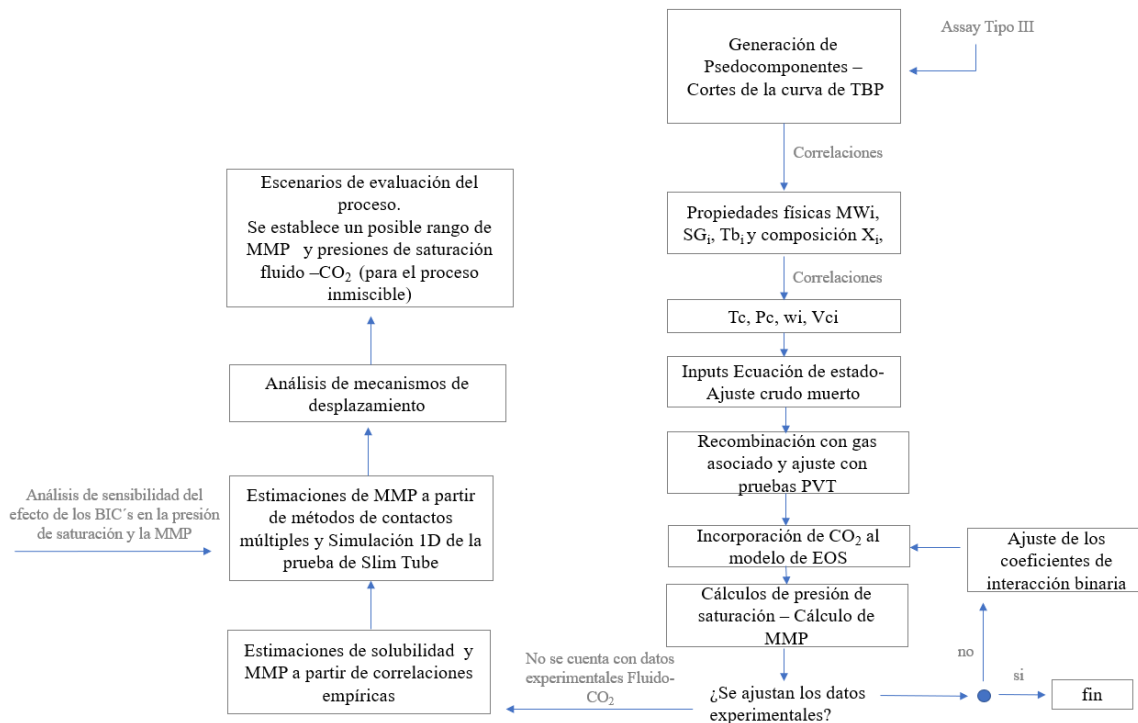 Assay Tipo III
Generación de
Psedocomponentes –
Cortes de la curva de TBP
Correlaciones
Propiedades físicas MWi,
SGi, Tbi y composición Xi,
Correlaciones
Tc, Pc, wi, Vci
Inputs Ecuación de estado-
Ajuste crudo muerto
Recombinación con gas
asociado y ajuste con
pruebas PVT
Incorporación de CO2 al
modelo de EOS
Cálculos de presión de
saturación – Cálculo de
MMP
¿Se ajustan los datos
experimentales?
no
si
fin
Ajuste de los
coeficientes de
interacción binaria
No se cuenta con datos
experimentales Fluido-
CO2
Estimaciones de solubilidad y
MMP a partir de correlaciones
empíricas
Estimaciones de MMP a partir
de métodos de contactos
múltiples y Simulación 1D de la
prueba de Slim Tube
Análisis de sensibilidad del
efecto de los BIC´s en la presión
de saturación y la MMP
Análisis de mecanismos de
desplazamiento
Escenarios de evaluación del
proceso.
Se establece un posible rango de
MMP y presiones de saturación
fluido –CO2 (para el proceso
inmiscible)